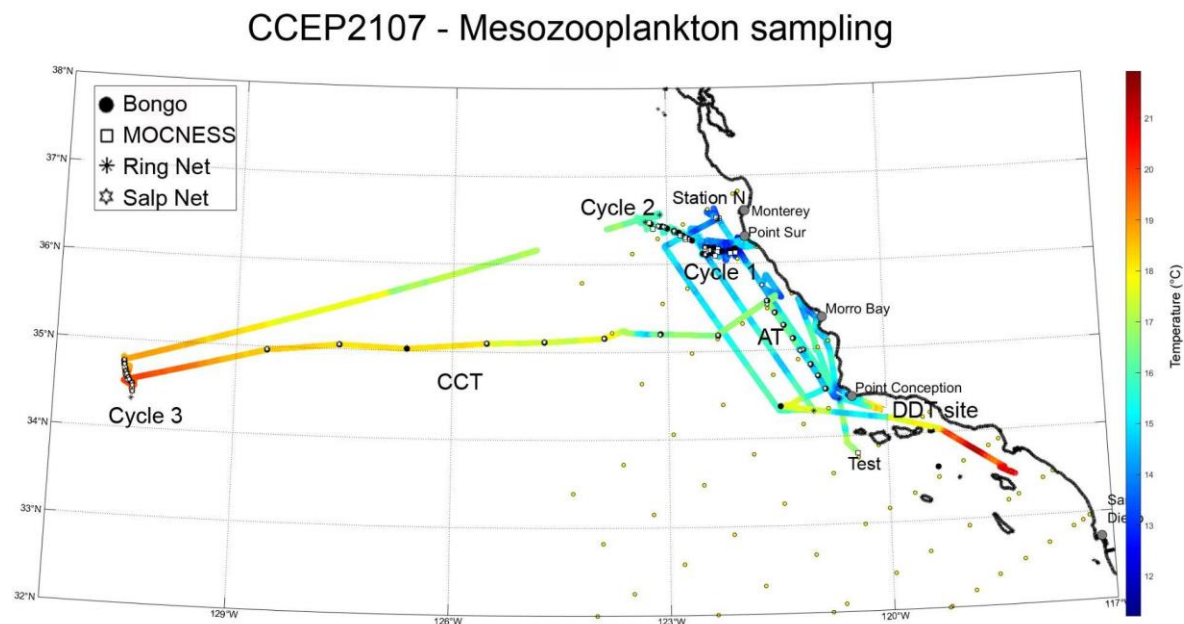 CCEP2107 - Mesozooplankton sampling
38°N
Bongo
MOCNESS
Ring Net
Salp Net
37°N
36°N
35°N
34°N
33°N
32°N
Cycle 2
Station N
Monterey
Point Sur
Cycle 1
Morro Bay
AT
CCT
Cycle 3
Point Conception
DDT site
Test
Sa
Die
129°W
126°W
123°W
120°W
117°W
21
20
19
18
17
16
15
14
13
12
Temperature (°C)